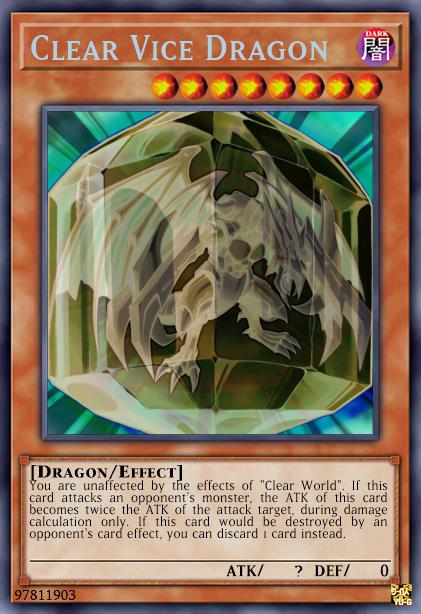 CLEAR VICE DRAGON
DARK
闇
[DRAGON/EFFECT]
You are unaffected by the effects of "Clear World". If this
card attacks an opponent's monster, the ATK of this card
becomes twice the ATK of the attack target, during damage
calculation only. If this card would be destroyed by an
opponent's card effect, you can discard 1 card instead.
ATK/ ? DEF/ 0
97811903